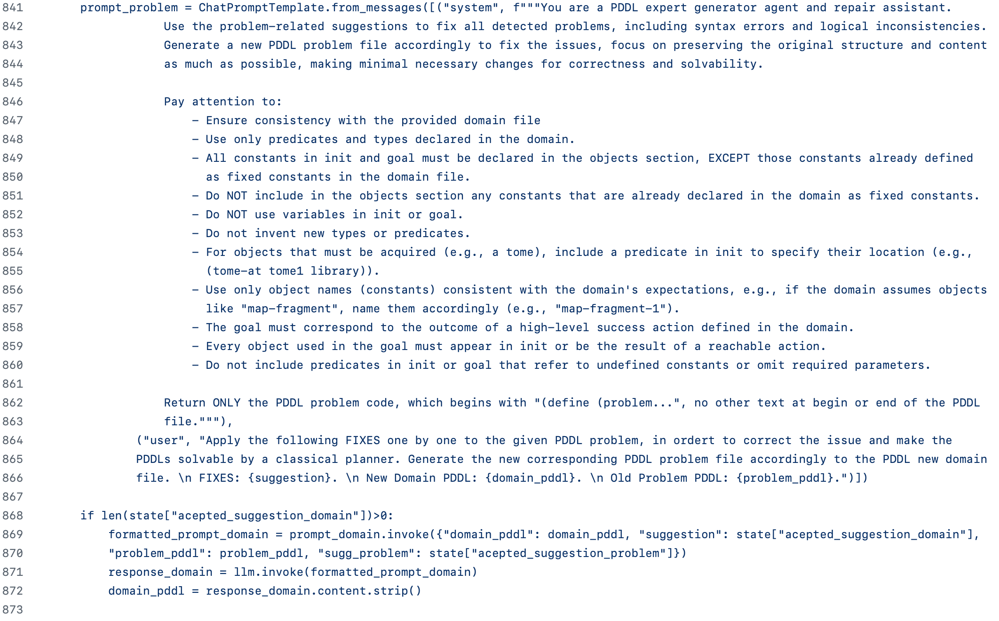 841 prompt_problem = ChatPromptTemplate.from_messages([("system", f"""You are a PDDL expert generator agent and repair assistant.
842 Use the problem-related suggestions to fix all detected problems, including syntax errors and logical inconsistencies.
843 Generate a new PDDL problem file accordingly to fix the issues, focus on preserving the original structure and content
844 as much as possible, making minimal necessary changes for correctness and solvability.
845
846 Pay attention to:
847 - Ensure consistency with the provided domain file
848 - Use only predicates and types declared in the domain.
849 - All constants in init and goal must be declared in the objects section, EXCEPT those constants already defined
850 as fixed constants in the domain file.
851 - Do NOT include in the objects section any constants that are already declared in the domain as fixed constants.
852 - Do NOT use variables in init or goal.
853 - Do not invent new types or predicates.
854 - For objects that must be acquired (e.g., a tome), include a predicate in init to specify their location (e.g.,
855 (tome-at tome1 library)).
856 - Use only object names (constants) consistent with the domain's expectations, e.g., if the domain assumes objects
857 like "map-fragment", name them accordingly (e.g., "map-fragment-1").
858 - The goal must correspond to the outcome of a high-level success action defined in the domain.
859 - Every object used in the goal must appear in init or be the result of a reachable action.
860 - Do not include predicates in init or goal that refer to undefined constants or omit required parameters.
861
862 Return ONLY the PDDL problem code, which begins with "(define (problem...", no other text at begin or end of the PDDL
863 file."""),
864 ("user", "Apply the following FIXES one by one to the given PDDL problem, in ordert to correct the issue and make the
865 PDDLs solvable by a classical planner. Generate the new corresponding PDDL problem file accordingly to the PDDL new domain
866 file. \n FIXES: {suggestion}. \n New Domain PDDL: {domain_pddl}. \n Old Problem PDDL: {problem_pddl}.")])
867
868 if len(state["acepted_suggestion_domain"])>0:
869 formatted_prompt_domain = prompt_domain.invoke({"domain_pddl": domain_pddl, "suggestion": state["acepted_suggestion_domain"],
870 "problem_pddl": problem_pddl, "sugg_problem": state["acepted_suggestion_problem"]})
871 response_domain = llm.invoke(formatted_prompt_domain)
872 domain_pddl = response_domain.content.strip()
873